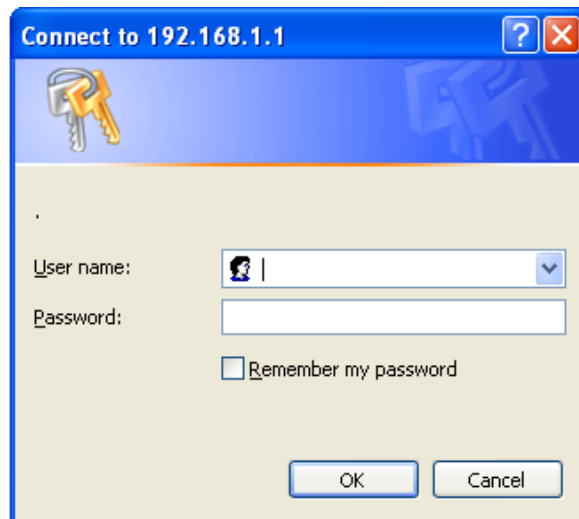 Connect to 192.168.1.1
?
.
User name:
Password:
Remember my password
OK Cancel